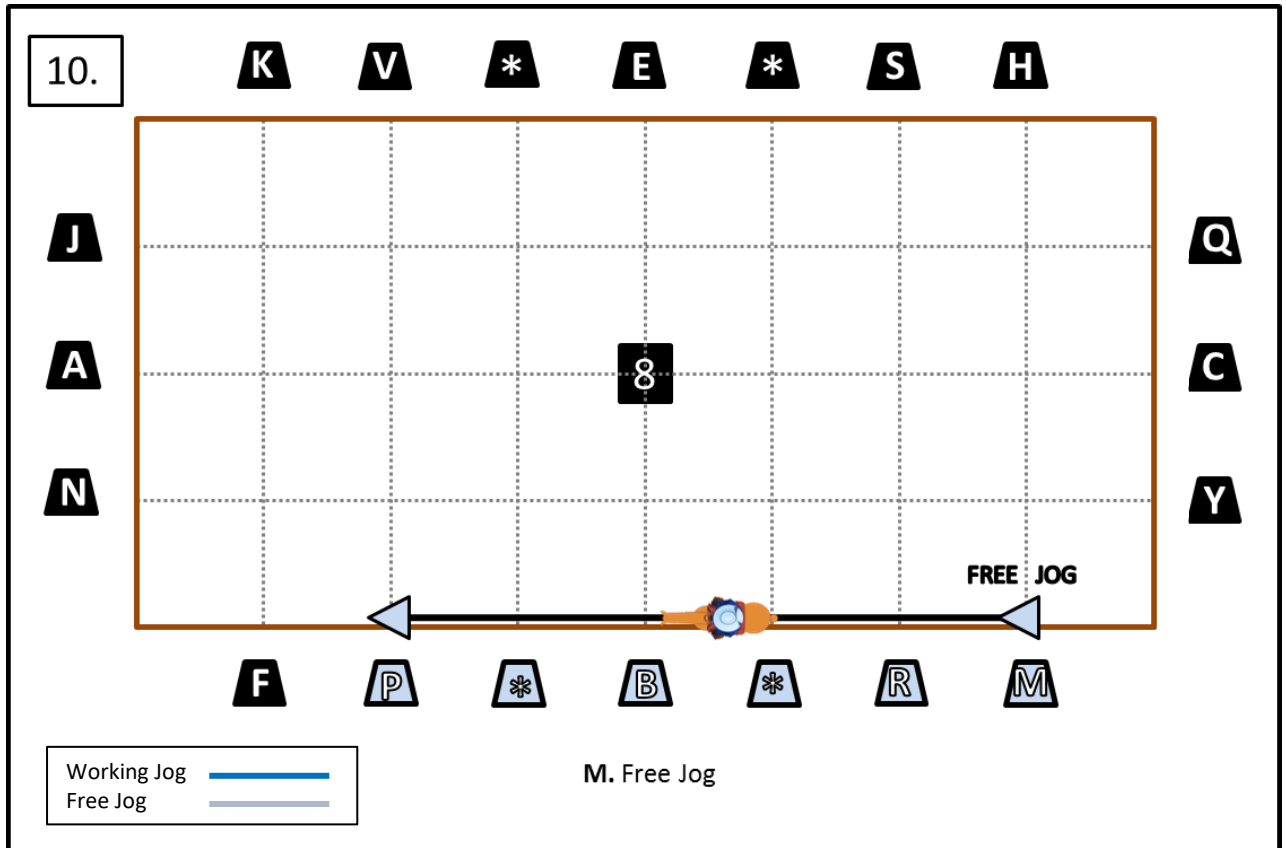 10.
K V * E * S H
J
Q
A
8
C
N
Y
FREE JOG
F P * B * R M
Working Jog
Free Jog
M. Free Jog